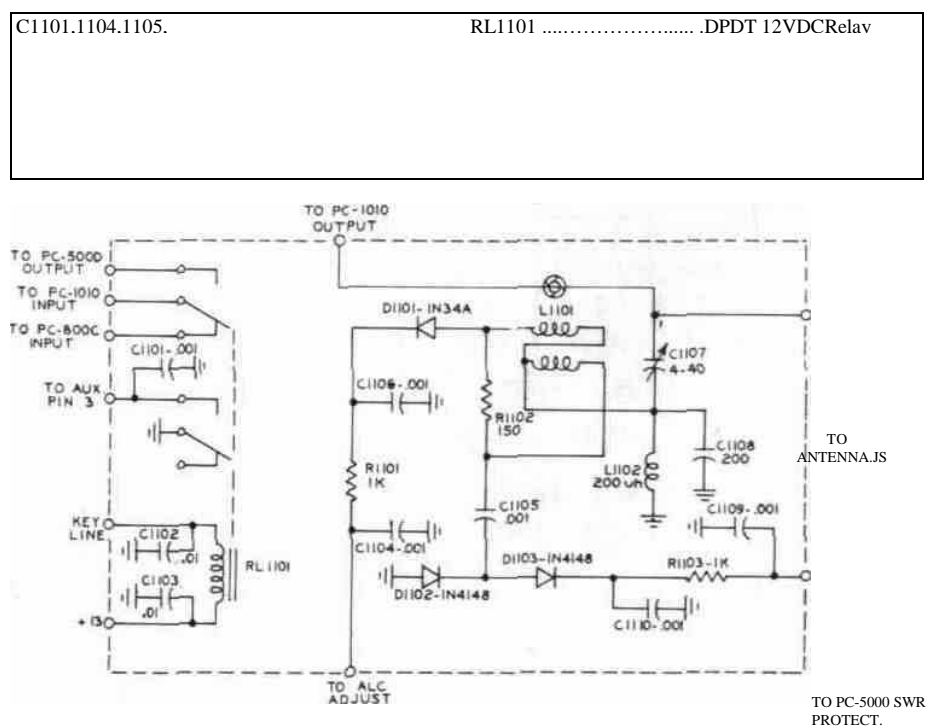 C1101.1104.1105.
RL1101 ....……………...... .DPDT 12VDCRelav
TO PC-1010
OUTPUT
TO PC-500D
OUTPUT
TO PC-1010
INPUT
TO PC-800C
INPUT
C1101-.001
TO AUX
PIN 3
KEY
LINE
C1102
.01
C1103
.01
+13
RL1101
D1101-1N34A
C1106-.001
R1101
1K
C1104-.001
TO ALC
ADJUST
L1101
R1102
150
C1105
.001
D1102-1N4148
D1103-1N4148
C1107
4-40
C1108
200
L1102
200 uh
C1109-.001
R1103-1K
C1110-.001
TO
ANTENNA.JS
TO PC-5000 SWR
PROTECT.